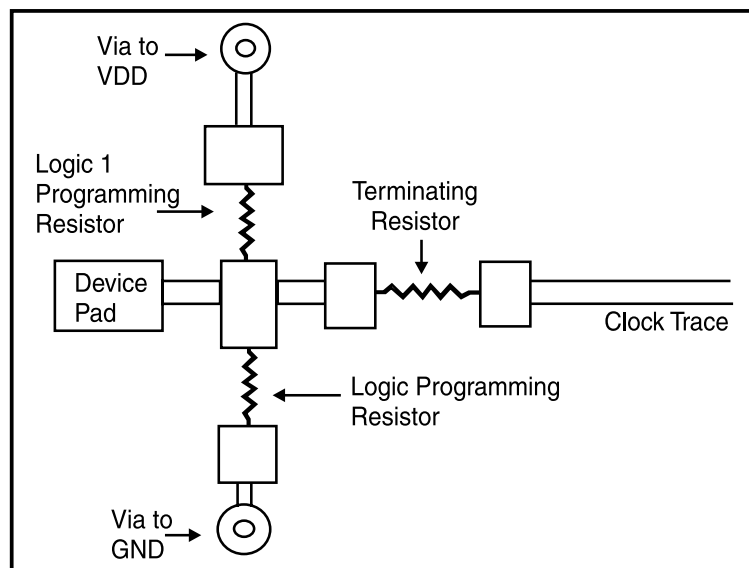 Via to
VDD
Logic 1
Programming
Resistor
Terminating
Resistor
Device
Pad
Clock Trace
Logic Programming
Resistor
Via to
GND